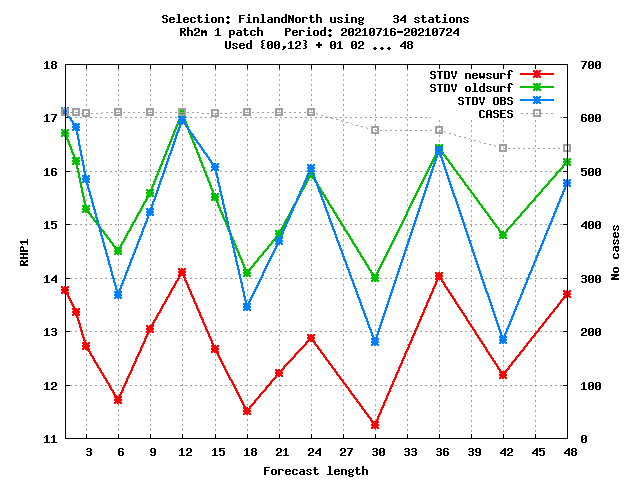 Selection: FinlandNorth using    34 stations
Rh2m 1 patch   Period: 20210716-20210724
Used {00,12} + 01 02 ... 48
18 700
STDV newsurf
STDV oldsurf
STDV OBS
CASES
17 600
16 500
15 400
RHP1
No cases
14 300
13 200
12 100
11 0
3 6 9 12 15 18 21 24 27 30 33 36 39 42 45 48
Forecast length